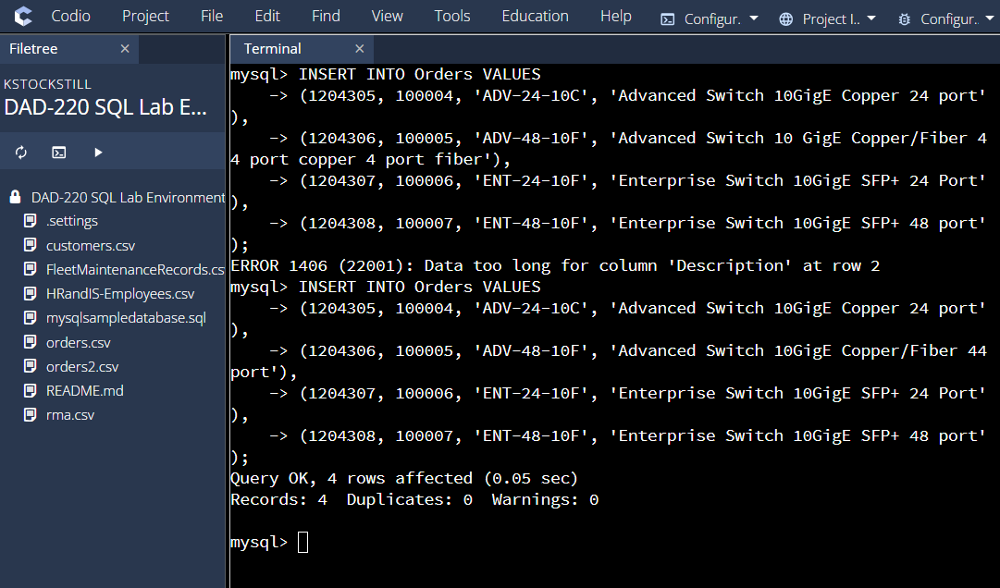 Codio Project File Edit Find View Tools Education Help Configur. Project I.. Configur..
Filetree ×
Terminal ×
KSTOCKSTILL
DAD-220 SQL Lab E...
DAD-220 SQL Lab Environment
.settings
customers.csv
FleetMaintenanceRecords.cs
HRandIS-Employees.csv
mysqlsampledatabase.sql
orders.csv
orders2.csv
README.md
rma.csv
mysql> INSERT INTO Orders VALUES
    -> (1204305, 100004, 'ADV-24-10C', 'Advanced Switch 10GigE Copper 24 port'
),
    -> (1204306, 100005, 'ADV-48-10F', 'Advanced Switch 10 GigE Copper/Fiber 4
4 port copper 4 port fiber'),
    -> (1204307, 100006, 'ENT-24-10F', 'Enterprise Switch 10GigE SFP+ 24 Port'
),
    -> (1204308, 100007, 'ENT-48-10F', 'Enterprise Switch 10GigE SFP+ 48 port'
);
ERROR 1406 (22001): Data too long for column 'Description' at row 2
mysql> INSERT INTO Orders VALUES
    -> (1204305, 100004, 'ADV-24-10C', 'Advanced Switch 10GigE Copper 24 port'
),
    -> (1204306, 100005, 'ADV-48-10F', 'Advanced Switch 10GigE Copper/Fiber 44
port'),
    -> (1204307, 100006, 'ENT-24-10F', 'Enterprise Switch 10GigE SFP+ 24 Port'
),
    -> (1204308, 100007, 'ENT-48-10F', 'Enterprise Switch 10GigE SFP+ 48 port'
);
Query OK, 4 rows affected (0.05 sec)
Records: 4  Duplicates: 0  Warnings: 0
mysql>